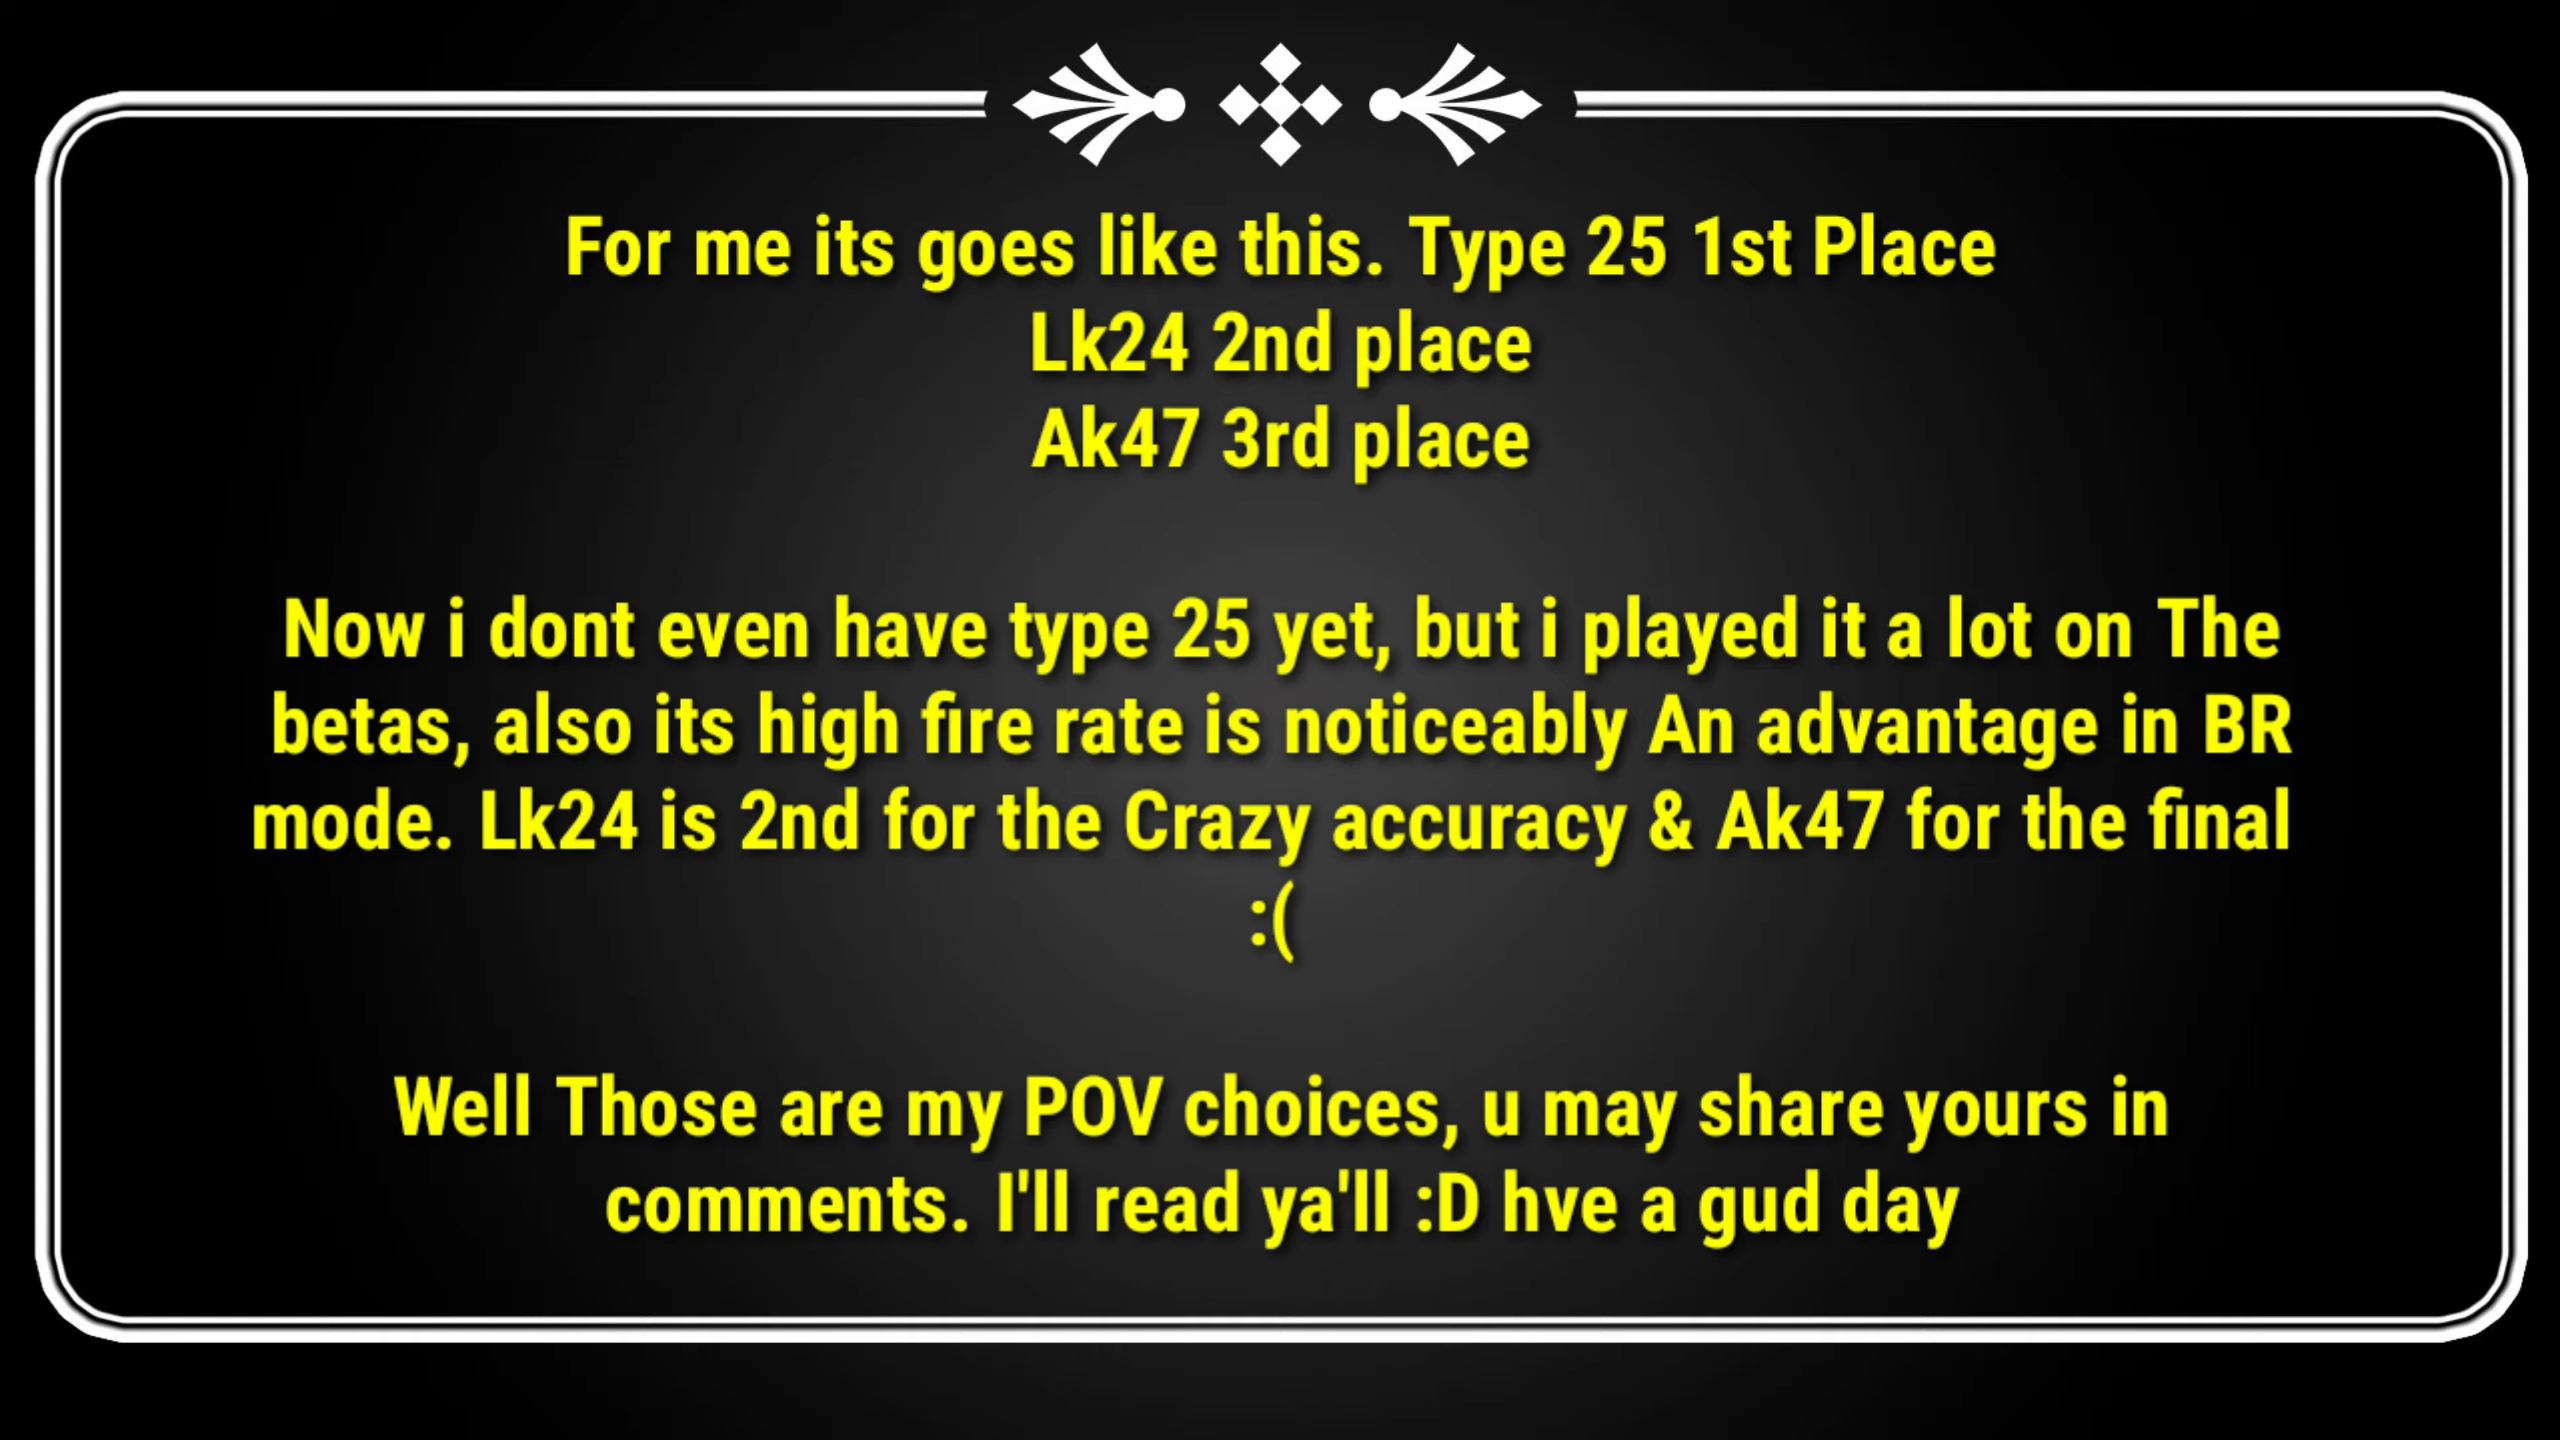 For me its goes like this. Type 25 1st Place
Lk24 2nd place
Ak47 3rd place
Now i dont even have type 25 yet, but i played it a lot on The
betas, also its high fire rate is noticeably An advantage in BR
mode. Lk24 is 2nd for the Crazy accuracy & Ak47 for the final
:(
Well Those are my POV choices, u may share yours in
comments. I'll read ya'll :D hve a gud day